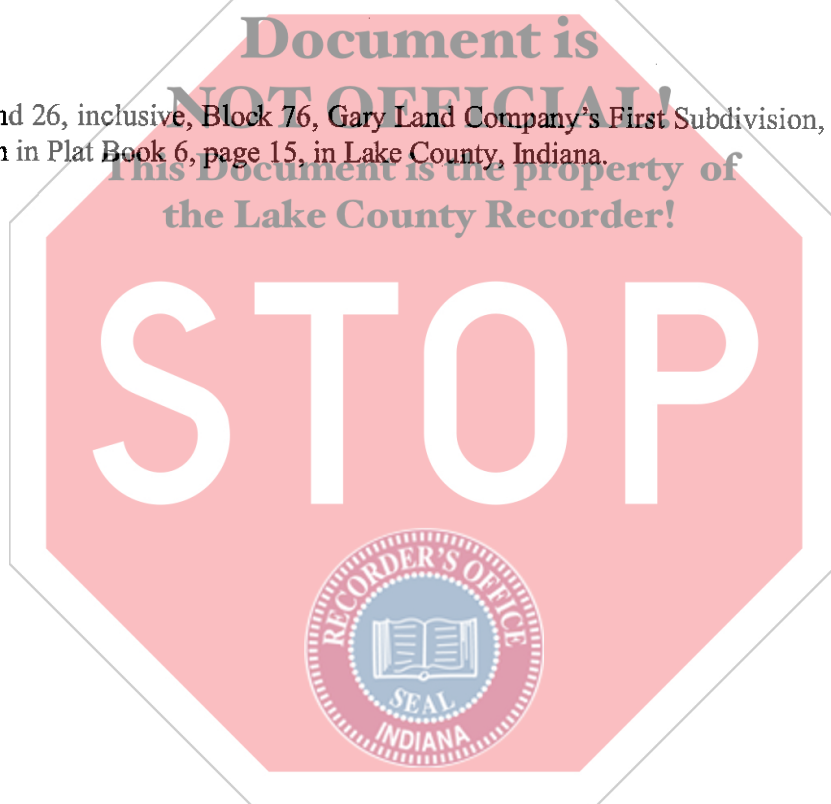 Document is
NOT OFFICIAL!
nd 26, inclusive, Block 76, Gary Land Company's First Subdivision,
n in Plat Book 6, page 15, in Lake County, Indiana.
This Document is the property of
the Lake County Recorder!
STOP
RECORDER'S OFFICE
SEAL
INDIANA